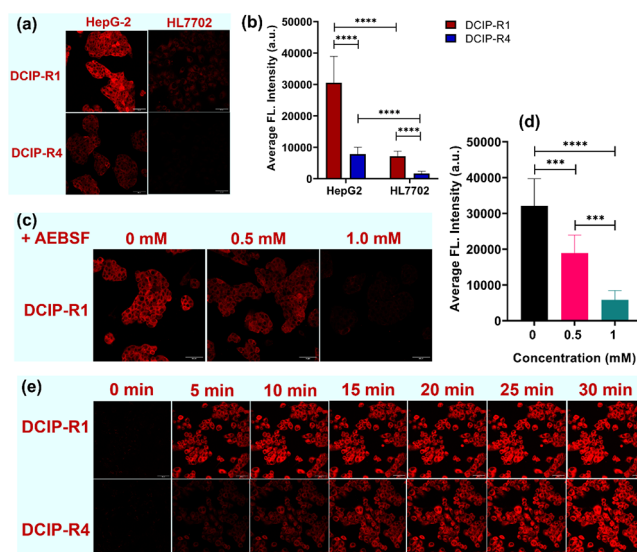 (a)
HepG-2 HL7702
DCIP-R1
DCIP-R4
(b)
Average FL. Intensity (a.u.)
50000
40000
30000
20000
10000
0
****
****
****
****
HepG2 HL7702
DCIP-R1
DCIP-R4
(c)
+ AEBSF 0 mM 0.5 mM 1.0 mM
DCIP-R1
(d)
Average FL. Intensity (a.u.)
50000
40000
30000
20000
10000
0
****
***
***
0 0.5 1
Concentration (mM)
(e)
0 min 5 min 10 min 15 min 20 min 25 min 30 min
DCIP-R1
DCIP-R4